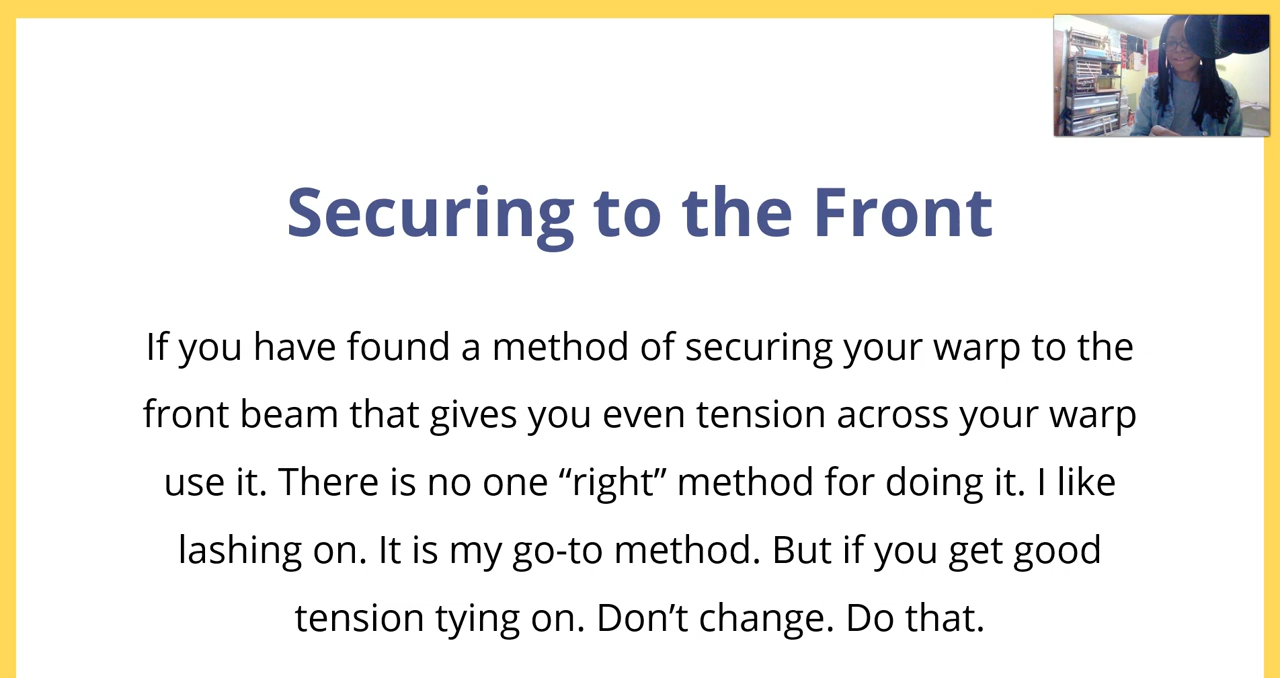 Securing to the Front
If you have found a method of securing your warp to the
front beam that gives you even tension across your warp
use it. There is no one “right” method for doing it. I like
lashing on. It is my go-to method. But if you get good
tension tying on. Don’t change. Do that.